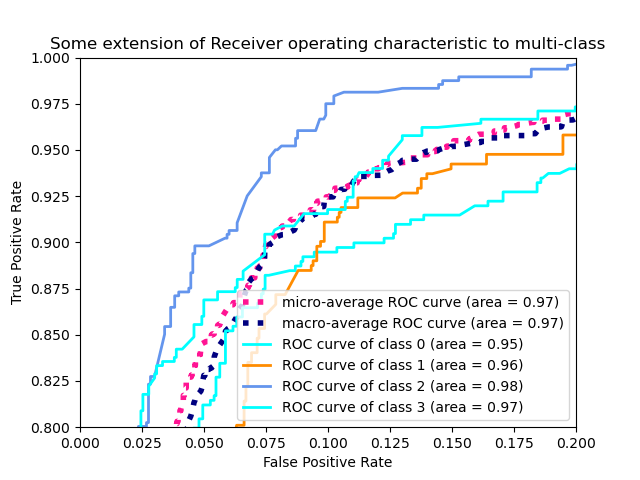 Some extension of Receiver operating characteristic to multi-class
True Positive Rate
1.000
0.975
0.950
0.925
0.900
0.875
0.850
0.825
0.800
micro-average ROC curve (area = 0.97)
macro-average ROC curve (area = 0.97)
ROC curve of class 0 (area = 0.95)
ROC curve of class 1 (area = 0.96)
ROC curve of class 2 (area = 0.98)
ROC curve of class 3 (area = 0.97)
0.000 0.025 0.050 0.075 0.100 0.125 0.150 0.175 0.200
False Positive Rate